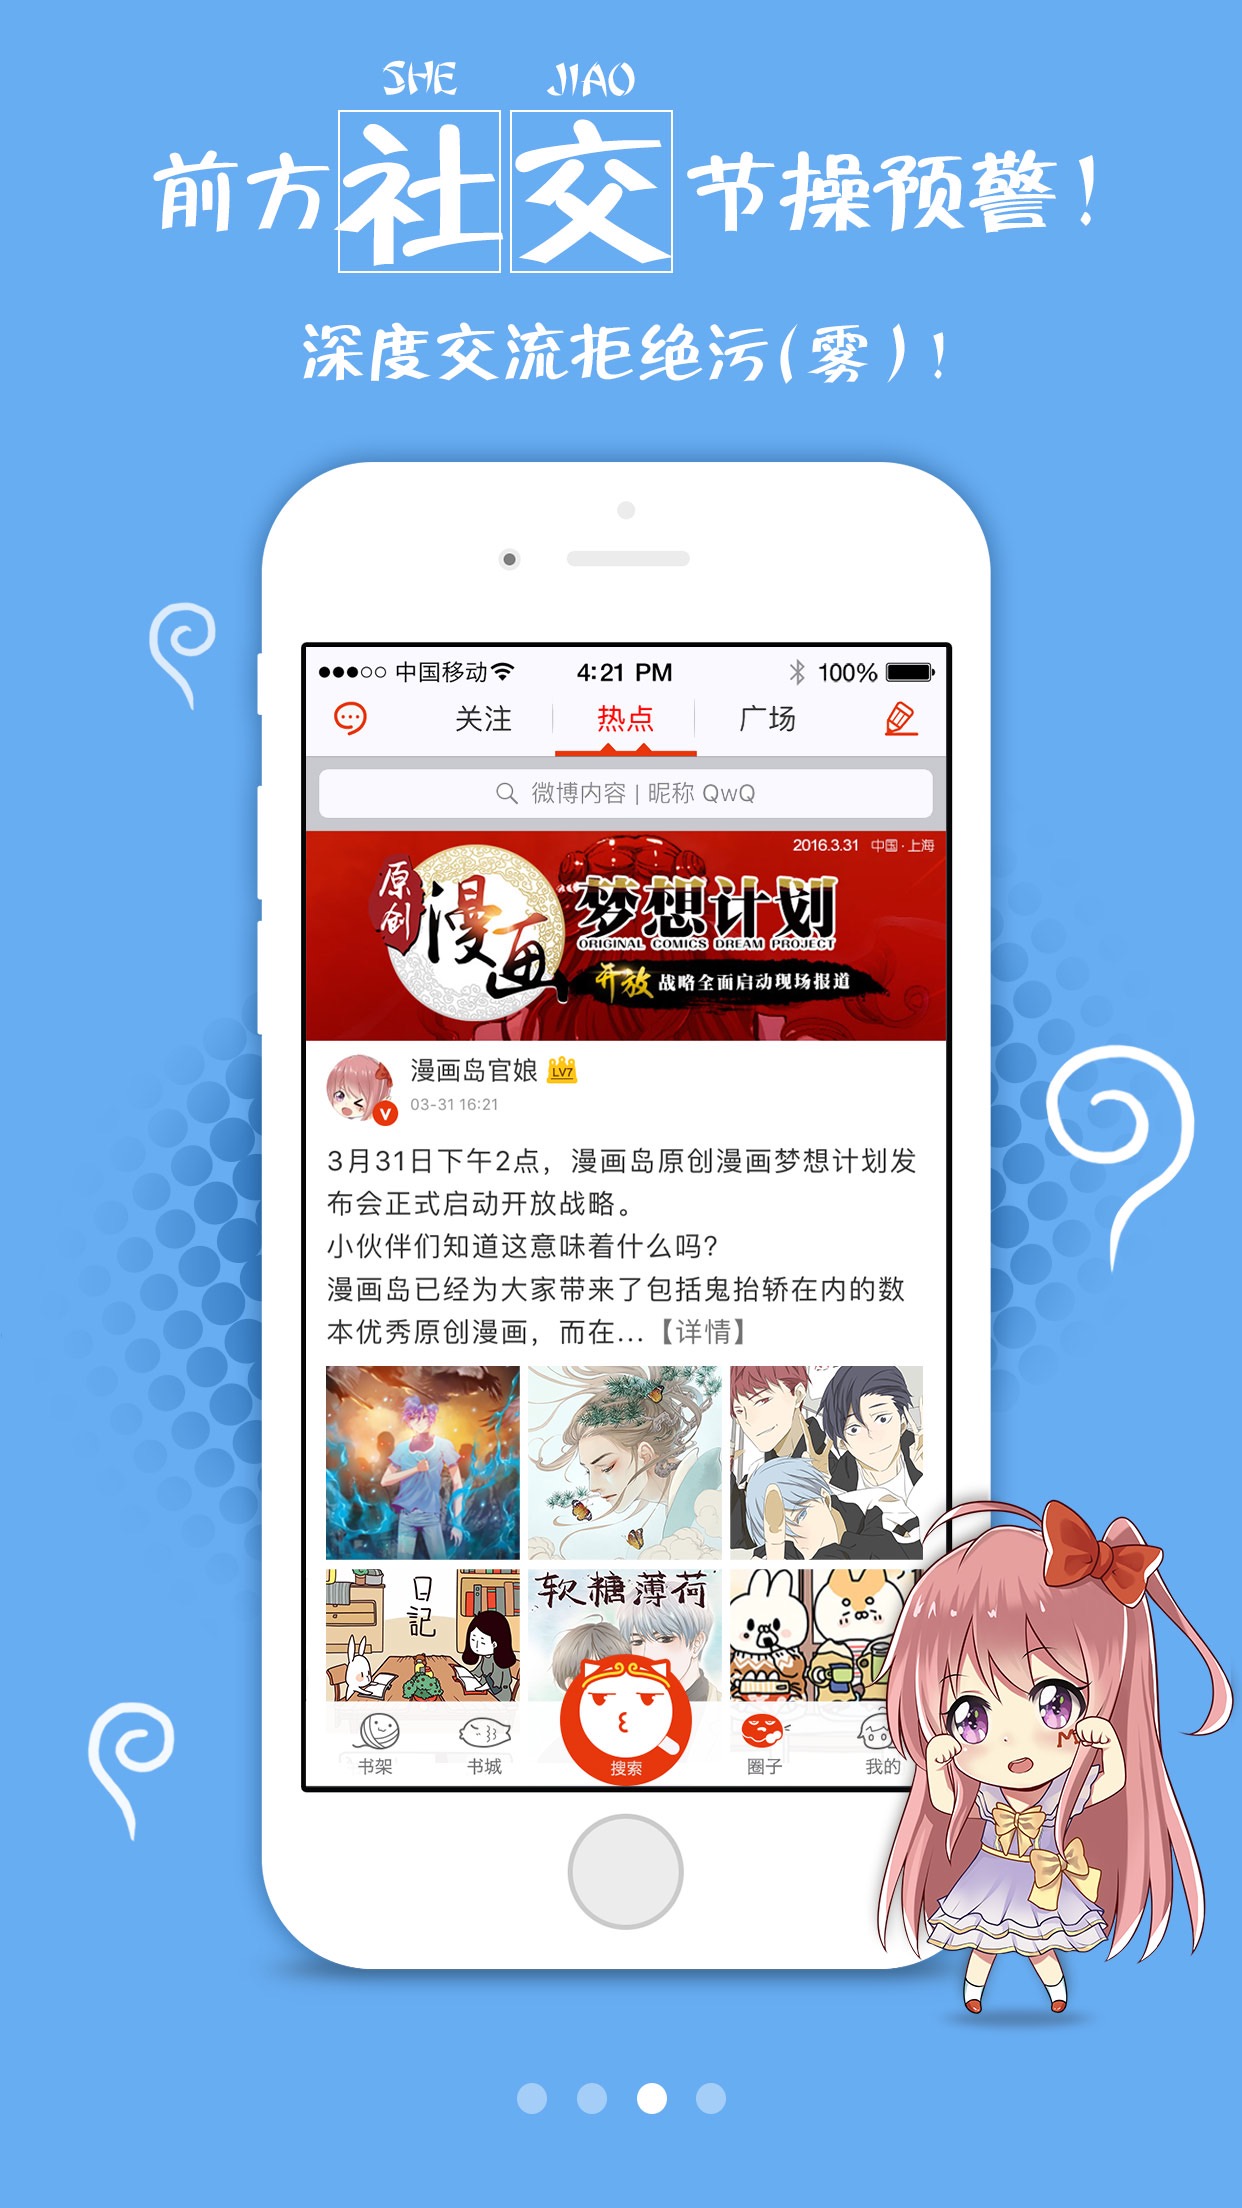 SHE JIAO
前方社交节操预警！
深度交流拒绝污(雾)！
中国移动 4:21 PM 100%
关注 热点 广场
微博内容 | 昵称 QwQ
2016.3.31 中国·上海
原创漫画 梦想计划
ORIGINAL COMICS DREAM PROJECT
开放战略全面启动现场报道
漫画岛官娘 LV7
V
03-31 16:21
3月31日下午2点，漫画岛原创漫画梦想计划发
布会正式启动开放战略。
小伙伴们知道这意味着什么吗？
漫画岛已经为大家带来了包括鬼抬轿在内的数
本优秀原创漫画，而在...【详情】
日記
软糖薄荷
书架 书城 搜索 圈子 我的
M